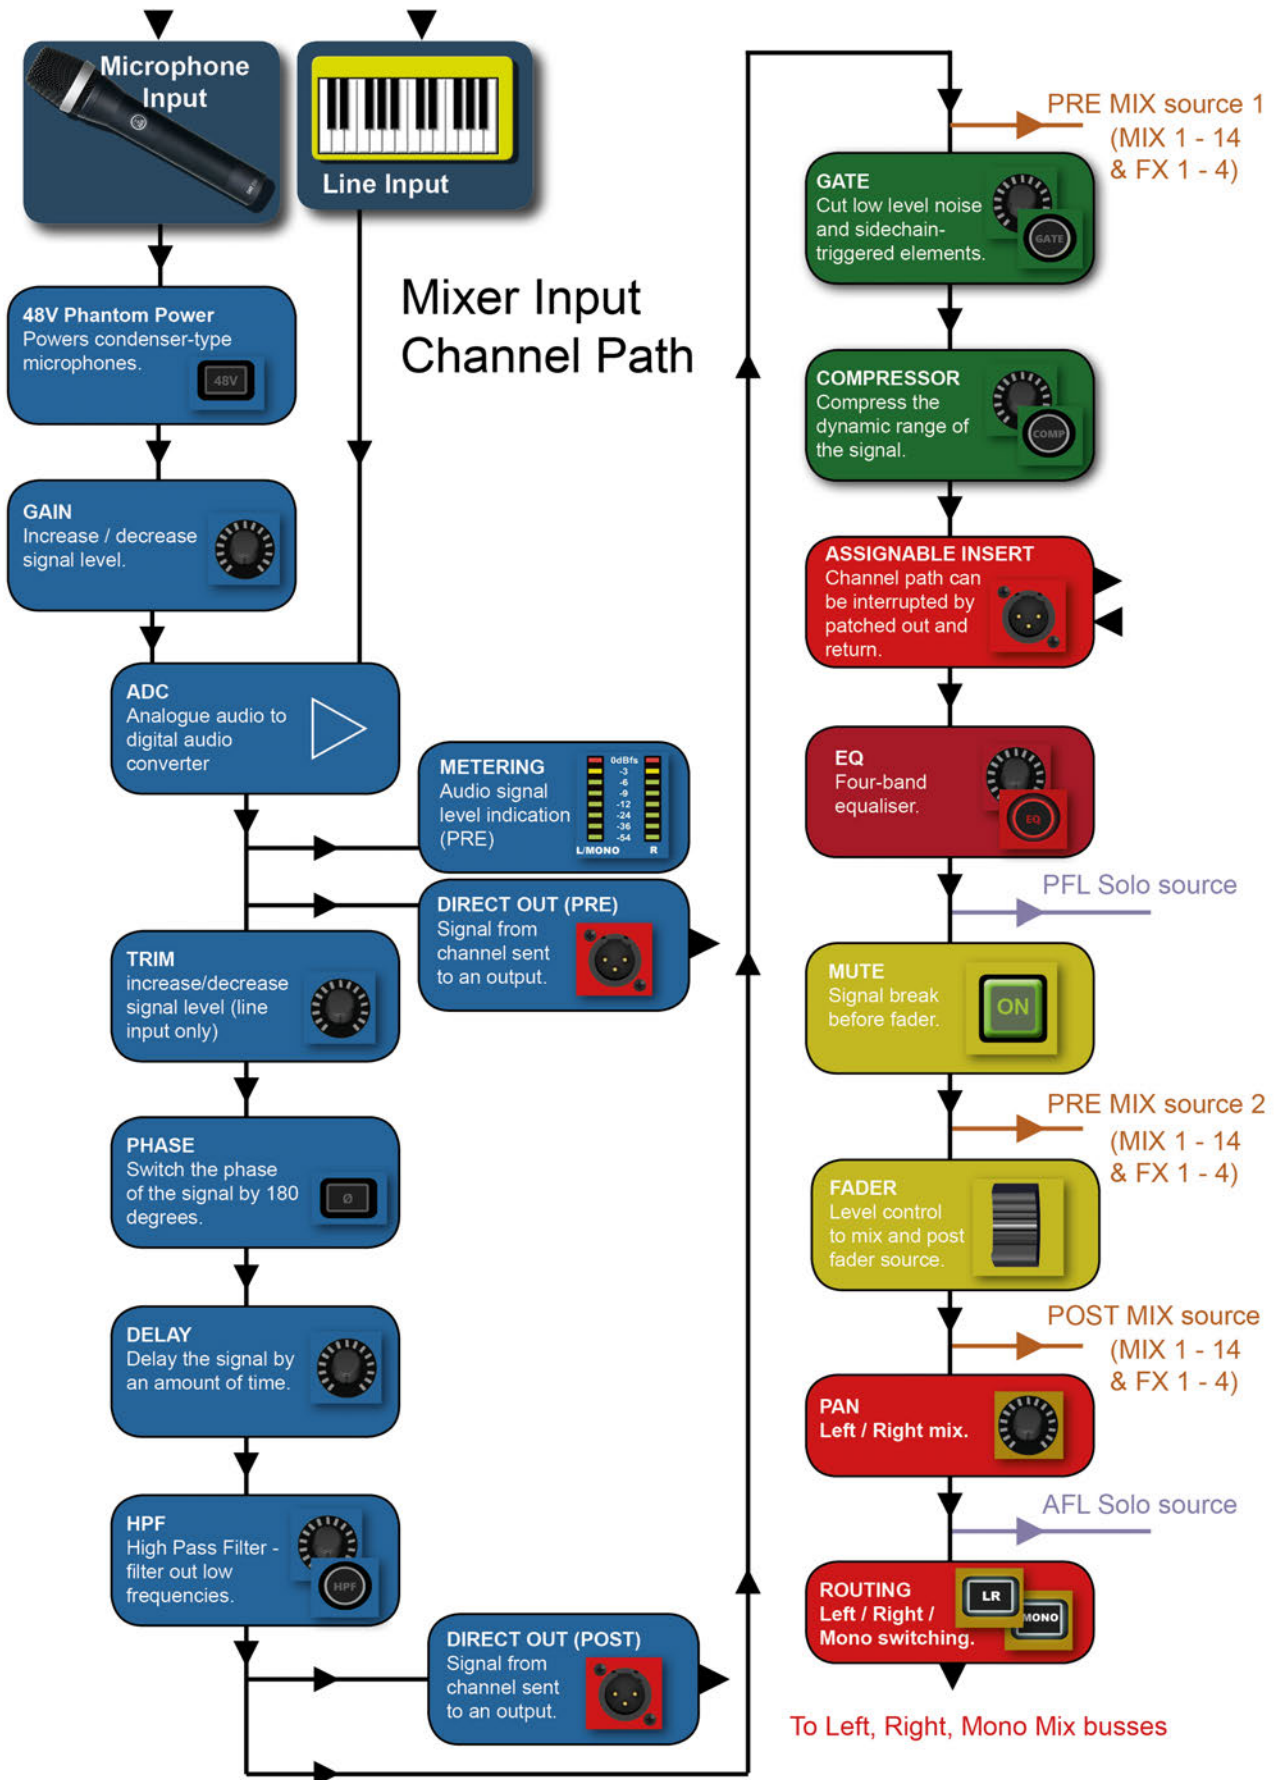 Microphone
Input
Line Input
Mixer Input
Channel Path
48V Phantom Power
Powers condenser-type
microphones.
48V
GAIN
Increase / decrease
signal level.
ADC
Analogue audio to
digital audio
converter
METERING
Audio signal
level indication
(PRE)
0dBfs
-3
-6
-9
-12
-24
-36
-54
L/MONO R
DIRECT OUT (PRE)
Signal from
channel sent
to an output.
TRIM
increase/decrease
signal level (line
input only)
PHASE
Switch the phase
of the signal by 180
degrees.
Ø
DELAY
Delay the signal by
an amount of time.
HPF
High Pass Filter -
filter out low
frequencies.
HPF
DIRECT OUT (POST)
Signal from
channel sent
to an output.
PRE MIX source 1
(MIX 1 - 14
& FX 1 - 4)
GATE
Cut low level noise
and sidechain-
triggered elements.
GATE
COMPRESSOR
Compress the
dynamic range of
the signal.
COMP
ASSIGNABLE INSERT
Channel path can
be interrupted by
patched out and
return.
EQ
Four-band
equaliser.
EQ
PFL Solo source
MUTE
Signal break
before fader.
ON
PRE MIX source 2
(MIX 1 - 14
& FX 1 - 4)
FADER
Level control
to mix and post
fader source.
POST MIX source
(MIX 1 - 14
& FX 1 - 4)
PAN
Left / Right mix.
AFL Solo source
ROUTING
Left / Right /
Mono switching.
LR
MONO
To Left, Right, Mono Mix busses